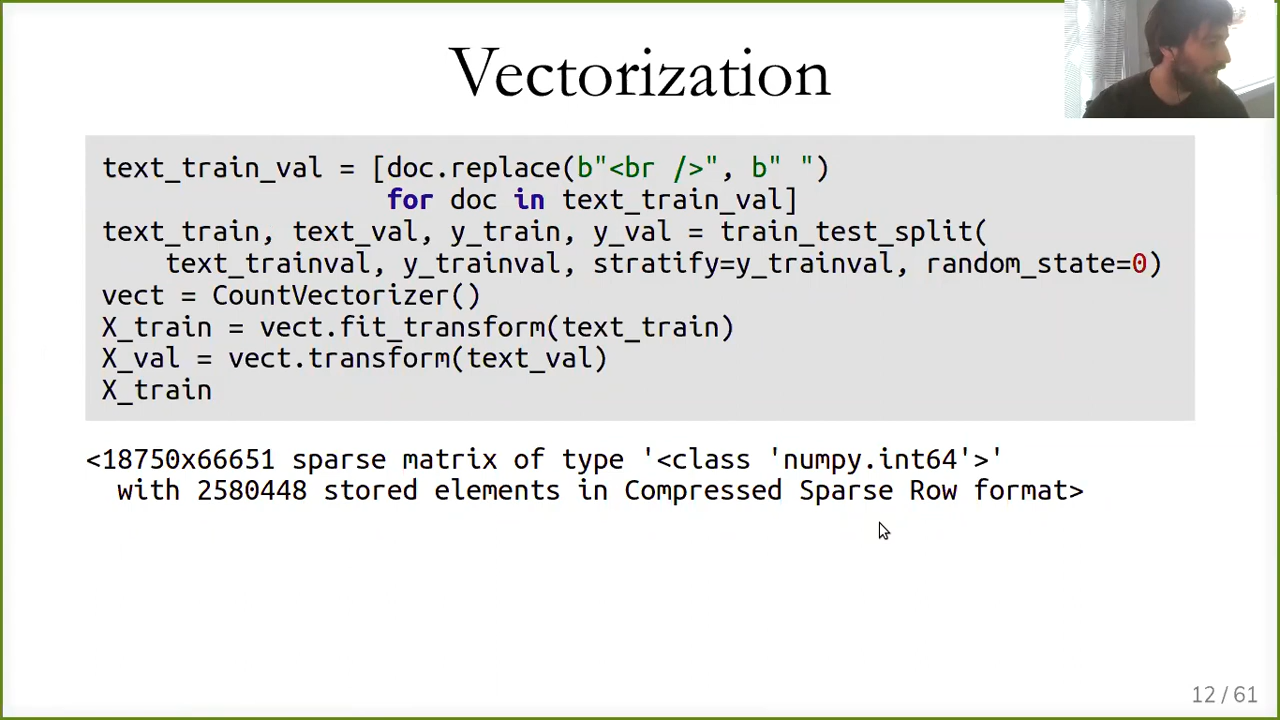 Vectorization
text_train_val = [doc.replace(b"<br />", b" ")
for doc in text_train_val]
text_train, text_val, y_train, y_val = train_test_split(
text_trainval, y_trainval, stratify=y_trainval, random_state=0)
vect = CountVectorizer()
X_train = vect.fit_transform(text_train)
X_val = vect.transform(text_val)
X_train
<18750x66651 sparse matrix of type '<class 'numpy.int64'>'
with 2580448 stored elements in Compressed Sparse Row format>
12 / 61